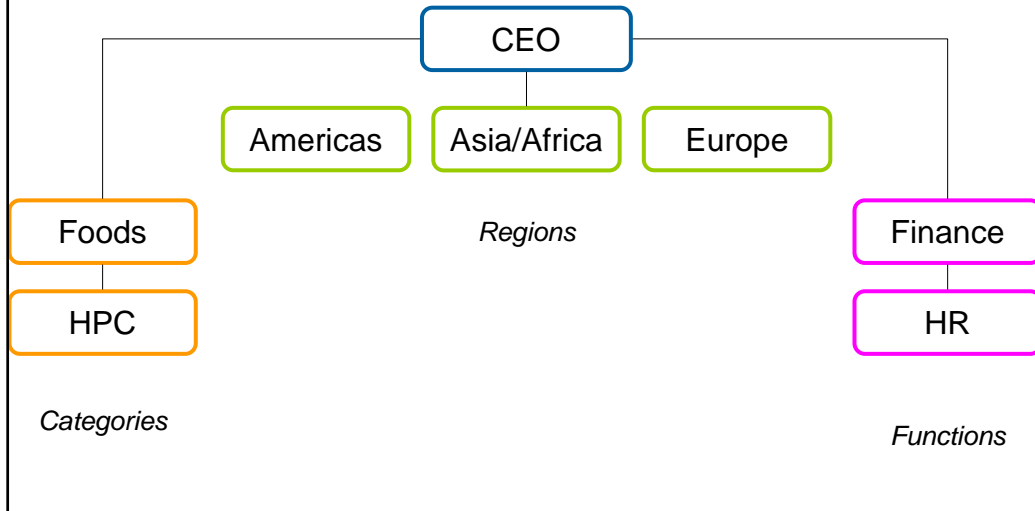 CEO
Americas
Asia/Africa
Europe
Foods
Regions
Finance
HPC
HR
Categories
Functions